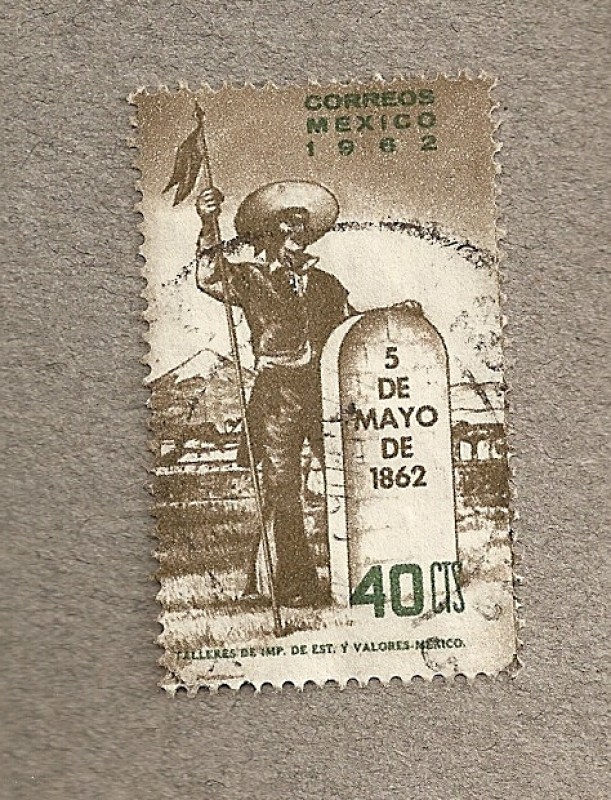 CORREOS
MEXICO
1962
5
DE
MAYO
DE
1862
40 CTS
TALLERES DE IMP. DE EST. Y VALORES-MEXICO.